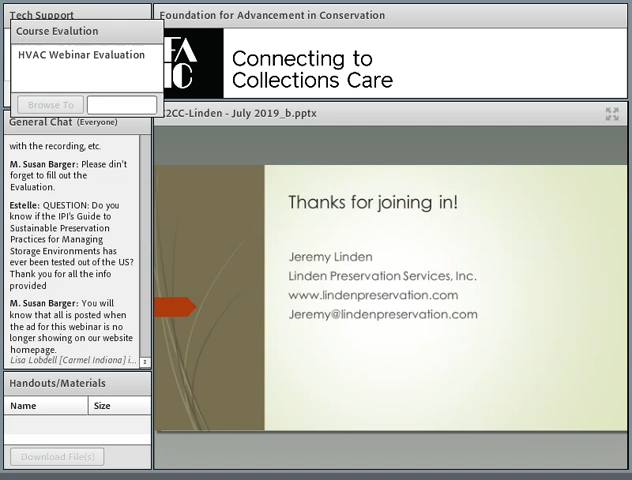 Tech Support
Course Evalution
HVAC Webinar Evaluation
Browse To
General Chat (Everyone)
with the recording, etc.
M. Susan Barger: Please din't
forget to fill out the
Evaluation.
Estelle: QUESTION: Do you
know if the IPI's Guide to
Sustainable Preservation
Practices for Managing
Storage Environments has
ever been tested out of the US?
Thank you for all the info
provided
M. Susan Barger: You will
know that all is posted when
the ad for this webinar is no
longer showing on our website
homepage.
Lisa Lobdell [Carmel Indiana] i...
Handouts/Materials
Name Size
Download File(s)
Foundation for Advancement in Conservation
Connecting to
Collections Care
C2CC-Linden - July 2019_b.pptx
Thanks for joining in!
Jeremy Linden
Linden Preservation Services, Inc.
www.lindenpreservation.com
Jeremy@lindenpreservation.com